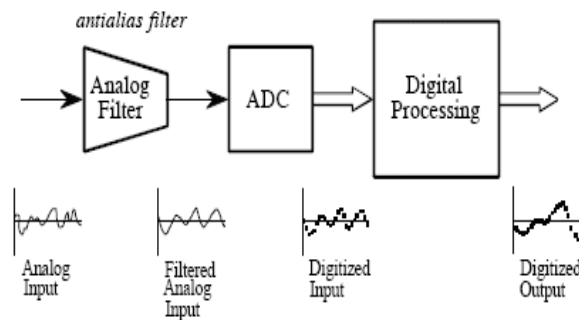 antialias filter
Analog
Filter
ADC
Digital
Processing
Analog
Input
Filtered
Analog
Input
Digitized
Input
Digitized
Output